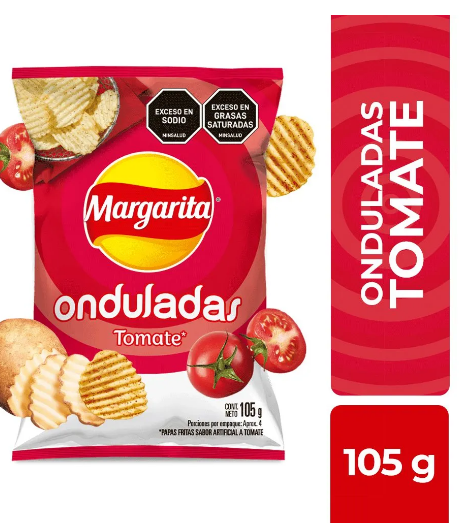 EXCESO EN
SODIO
MINSALUD
EXCESO EN
GRASAS
SATURADAS
MINSALUD
Margarita®
onduladas
Tomate*
CONT.
NETO 105 g
Porciones por empaque: Aprox. 4
*PAPAS FRITAS SABOR ARTIFICIAL A TOMATE
ONDULADAS
TOMATE
105 g